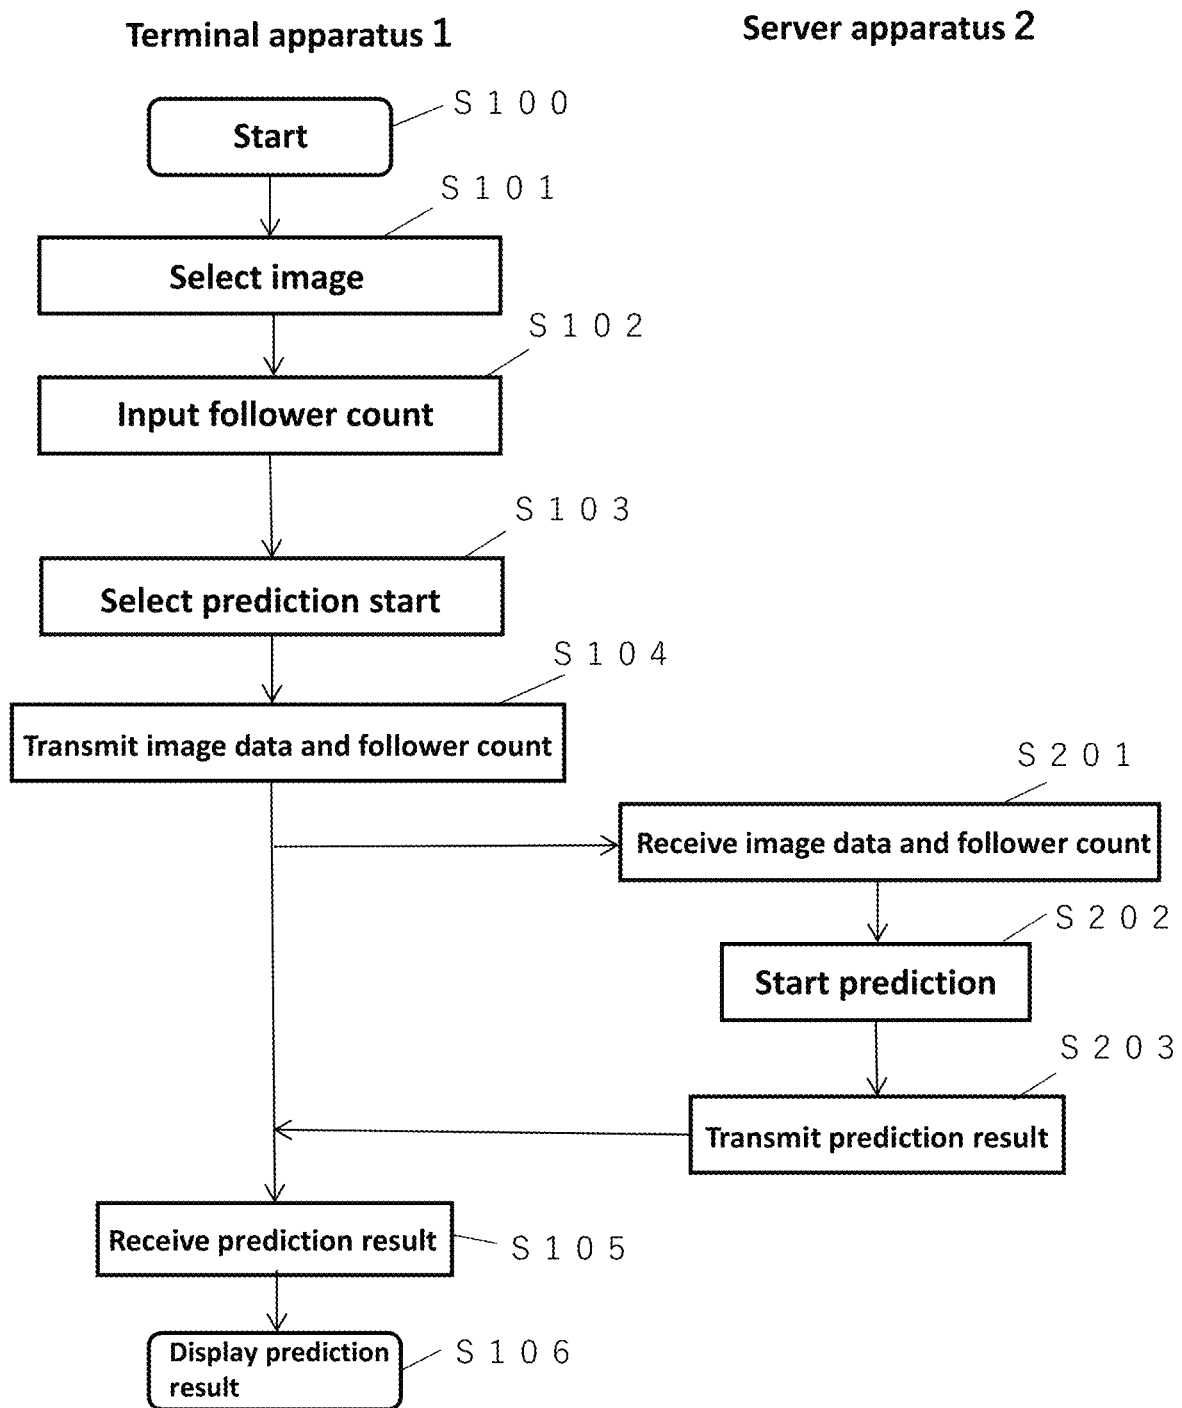 Terminal apparatus 1
Server apparatus 2
S100
Start
S101
Select image
S102
Input follower count
S103
Select prediction start
S104
Transmit image data and follower count
S201
Receive image data and follower count
S202
Start prediction
S203
Transmit prediction result
Receive prediction result
S105
Display prediction
result
S106